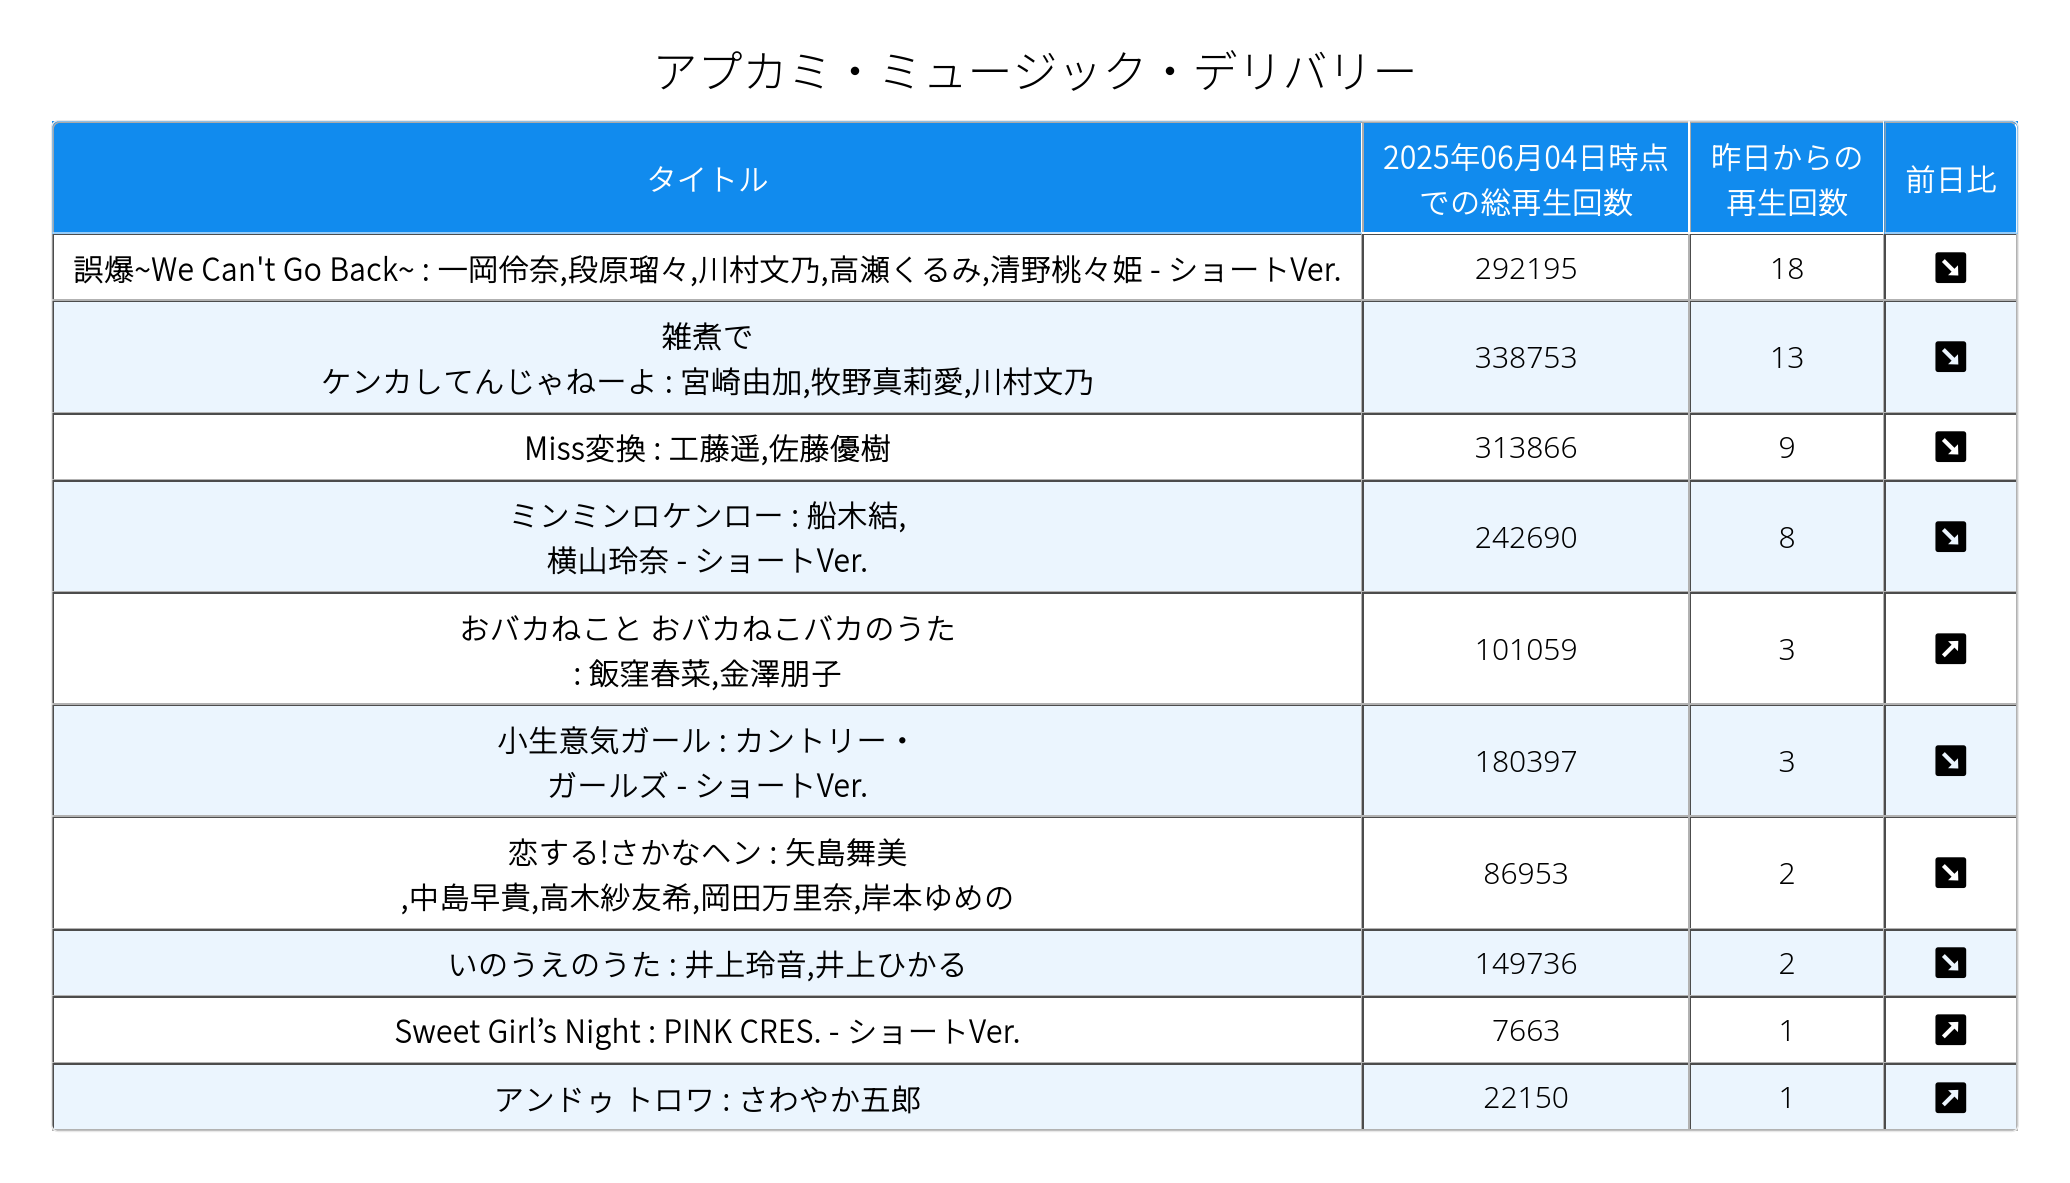 アプカミ・ミュージック・デリバリー
タイトル
2025年06月04日時点
での総再生回数
昨日からの
再生回数
前日比
誤爆~We Can't Go Back~ : 一岡伶奈,段原瑠々,川村文乃,高瀬くるみ,清野桃々姫 - ショートVer.
292195
18
雑煮で
ケンカしてんじゃねーよ : 宮崎由加,牧野真莉愛,川村文乃
338753
13
Miss変換 : 工藤遥,佐藤優樹
313866
9
ミンミンロケンロー : 船木結,
横山玲奈 - ショートVer.
242690
8
おバカねこと おバカねこバカのうた
: 飯窪春菜,金澤朋子
101059
3
小生意気ガール : カントリー・
ガールズ - ショートVer.
180397
3
恋する!さかなヘン : 矢島舞美
,中島早貴,高木紗友希,岡田万里奈,岸本ゆめの
86953
2
いのうえのうた : 井上玲音,井上ひかる
149736
2
Sweet Girl’s Night : PINK CRES. - ショートVer.
7663
1
アンドゥ トロワ : さわやか五郎
22150
1